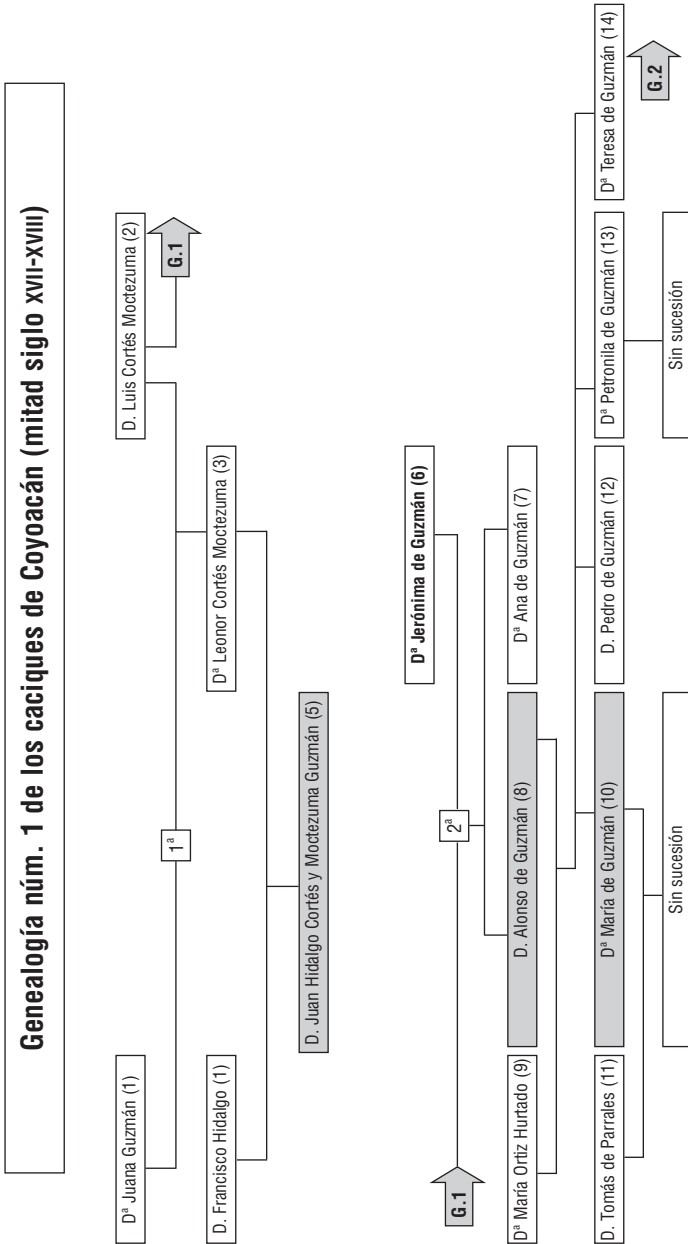 Genealogía núm. 1 de los caciques de Coyoacán (mitad siglo XVII-XVIII)
Dª Juana Guzmán (1)
1ª
D. Luis Cortés Moctezuma (2)
G.1
D. Francisco Hidalgo (1)
Dª Leonor Cortés Moctezuma (3)
D. Juan Hidalgo Cortés y Moctezuma Guzmán (5)
G.1
2ª
Dª Jerónima de Guzmán (6)
Dª María Ortiz Hurtado (9)
D. Alonso de Guzmán (8)
Dª Ana de Guzmán (7)
D. Tomás de Parrales (11)
Dª María de Guzmán (10)
D. Pedro de Guzmán (12)
Dª Petronila de Guzmán (13)
Dª Teresa de Guzmán (14)
G.2
Sin sucesión
Sin sucesión